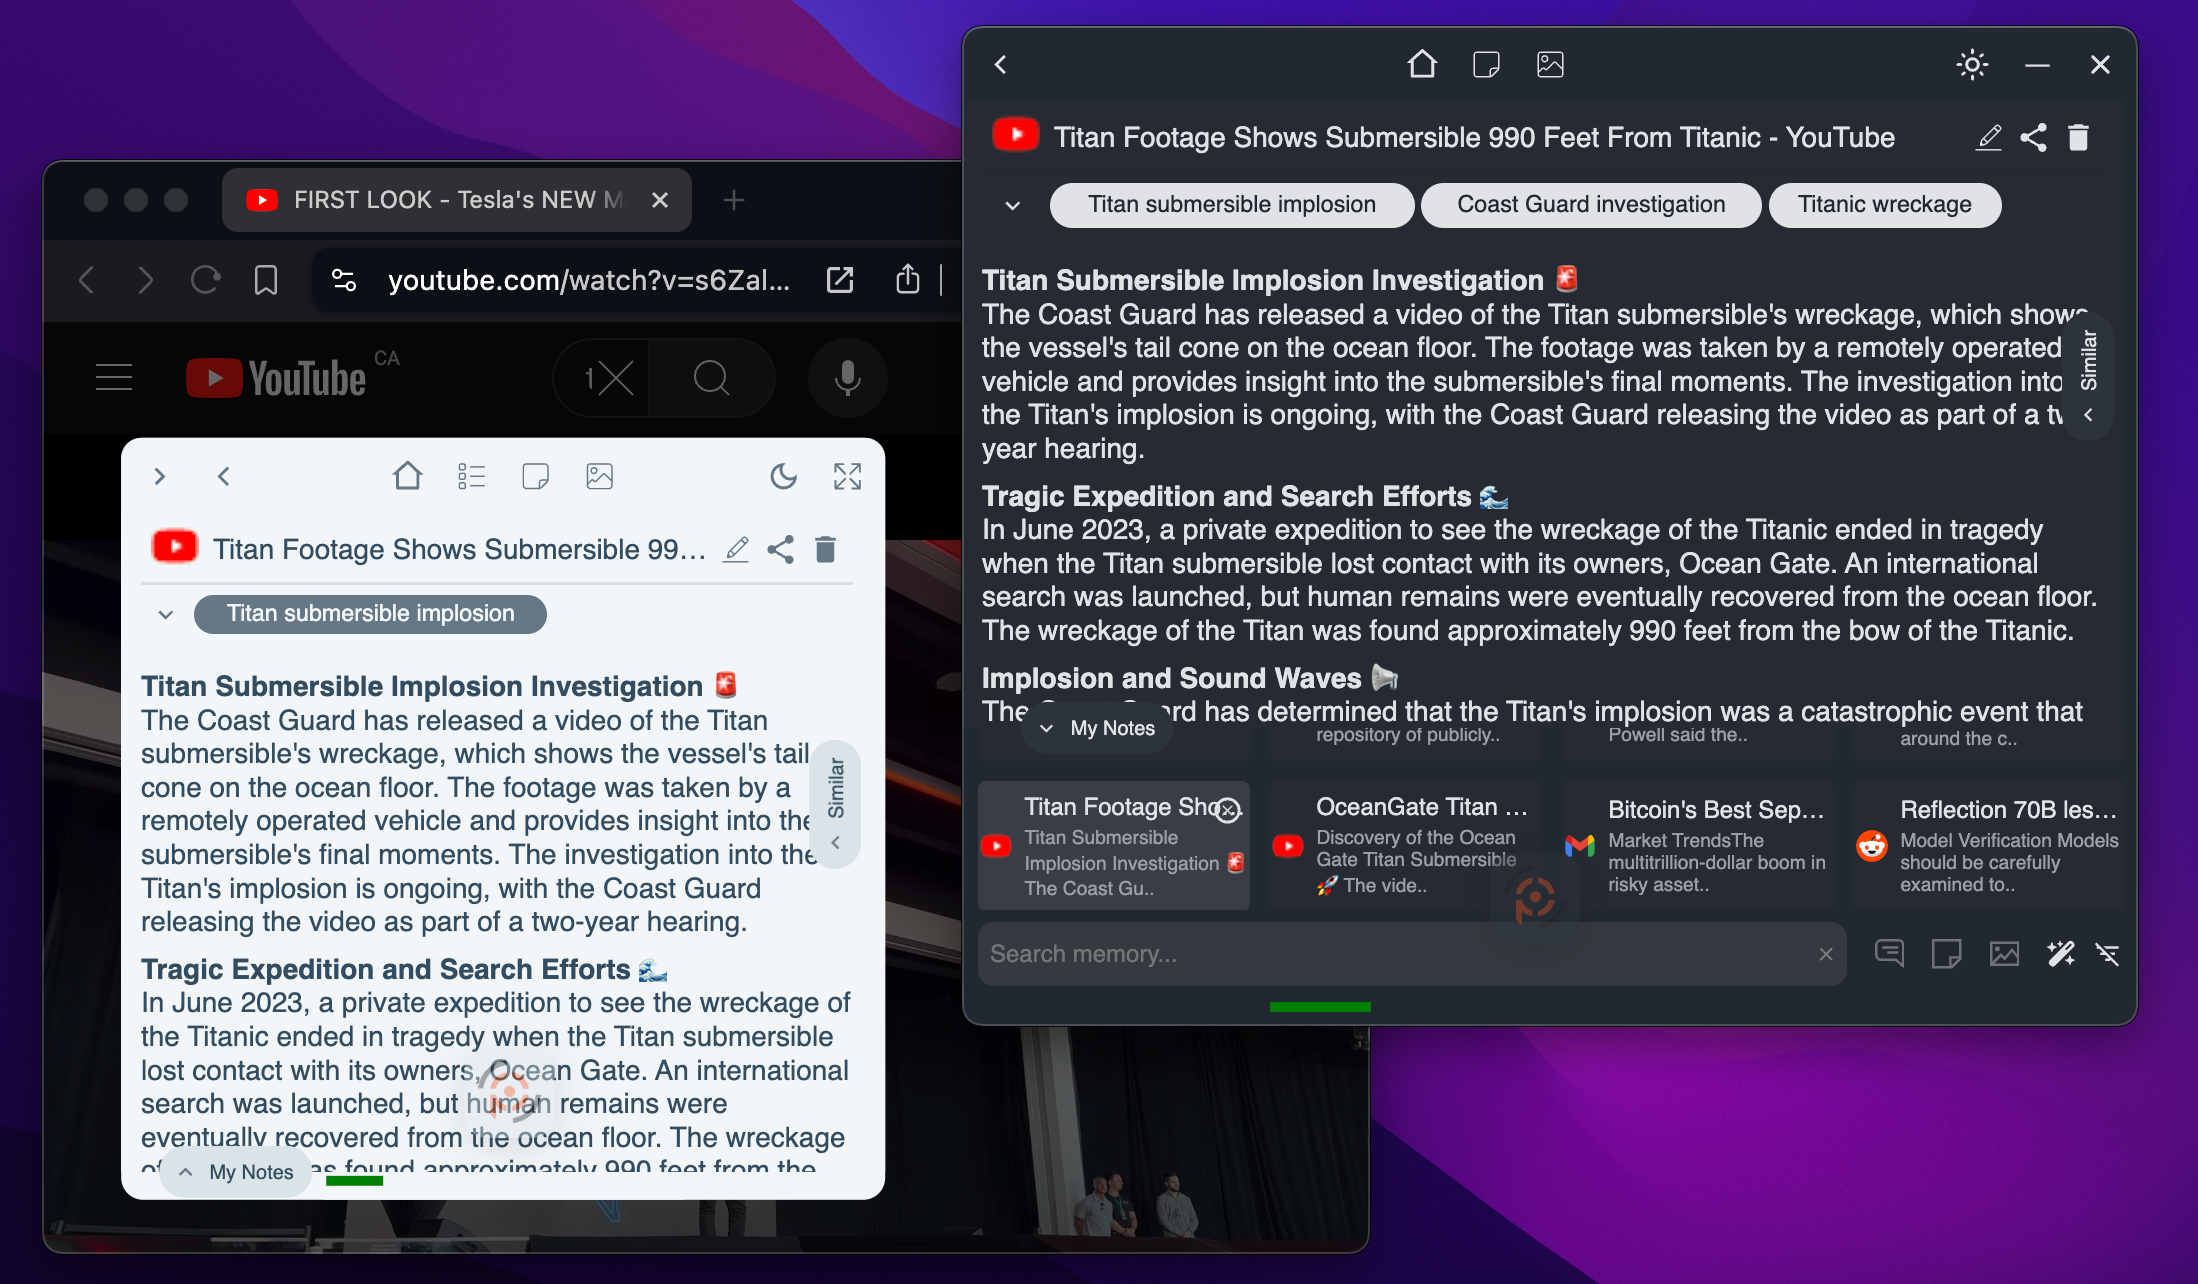 FIRST LOOK - Tesla's NEW M
youtube.com/watch?v=s6Zal...
YouTube CA
Titan Footage Shows Submersible 99...
Titan submersible implosion
Titan Submersible Implosion Investigation 🚨
The Coast Guard has released a video of the Titan
submersible's wreckage, which shows the vessel's tail
cone on the ocean floor. The footage was taken by a
remotely operated vehicle and provides insight into the
submersible's final moments. The investigation into the
Titan's implosion is ongoing, with the Coast Guard
releasing the video as part of a two-year hearing.
Similar
Tragic Expedition and Search Efforts 🌊
In June 2023, a private expedition to see the wreckage of
the Titanic ended in tragedy when the Titan submersible
lost contact with its owners, Ocean Gate. An international
search was launched, but human remains were
eventually recovered from the ocean floor. The wreckage
found approximately 990 feet from the
My Notes
Titan Footage Shows Submersible 990 Feet From Titanic - YouTube
Titan submersible implosion
Coast Guard investigation
Titanic wreckage
Titan Submersible Implosion Investigation 🚨
The Coast Guard has released a video of the Titan submersible's wreckage, which shows
the vessel's tail cone on the ocean floor. The footage was taken by a remotely operated
vehicle and provides insight into the submersible's final moments. The investigation into
the Titan's implosion is ongoing, with the Coast Guard releasing the video as part of a
year hearing.
Similar
Tragic Expedition and Search Efforts 🌊
In June 2023, a private expedition to see the wreckage of the Titanic ended in tragedy
when the Titan submersible lost contact with its owners, Ocean Gate. An international
search was launched, but human remains were eventually recovered from the ocean floor.
The wreckage of the Titan was found approximately 990 feet from the bow of the Titanic.
Implosion and Sound Waves 📢
The has determined that the Titan's implosion was a catastrophic event that
My Notes
repository of publicly..
Powell said the..
around the c..
Titan Footage Sho
Titan Submersible
Implosion Investigation 🚨
The Coast Gu..
OceanGate Titan ...
Discovery of the Ocean
Gate Titan Submersible
🚀 The vide..
Bitcoin's Best Sep...
Market TrendsThe
multitrillion-dollar boom in
risky asset..
Reflection 70B les...
Model Verification Models
should be carefully
examined to..
Search memory...